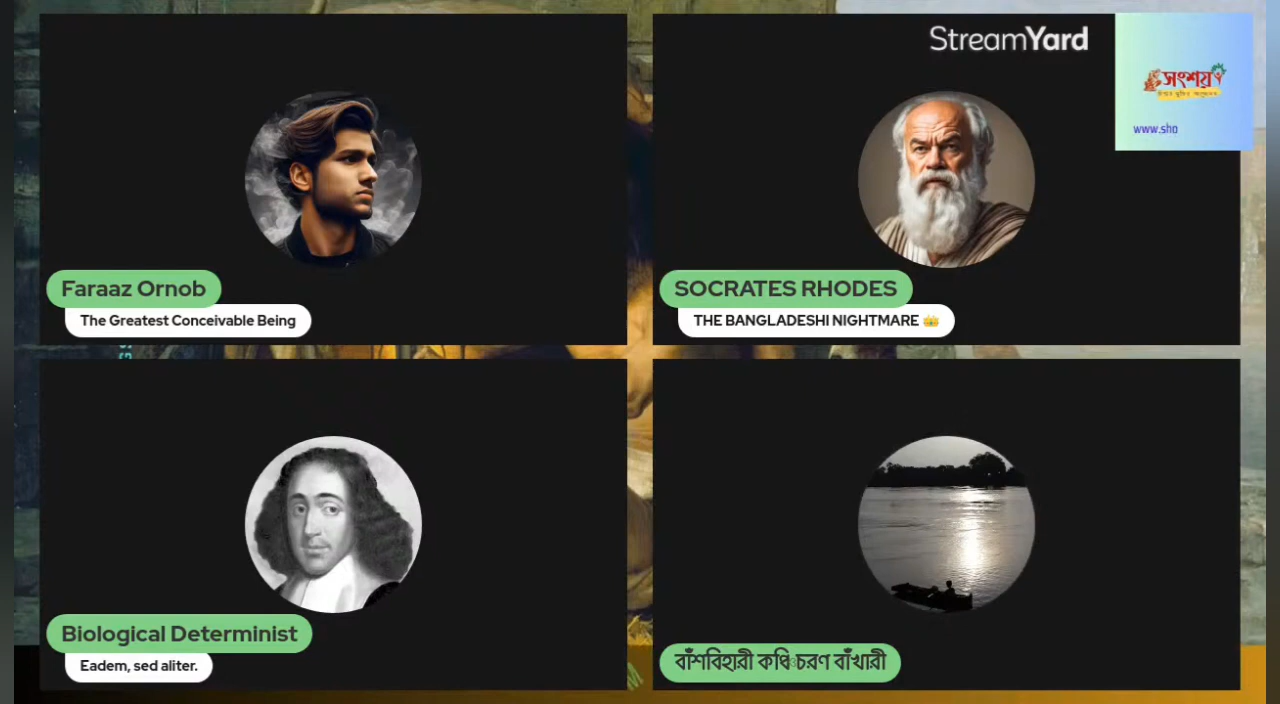 StreamYard
সংশয়
www.sho
Faraaz Ornob
The Greatest Conceivable Being
SOCRATES RHODES
THE BANGLADESHI NIGHTMARE 👑
Biological Determinist
Eadem, sed aliter.
বাঁশবিহারী কঞ্চি চরণ বাঁখারী